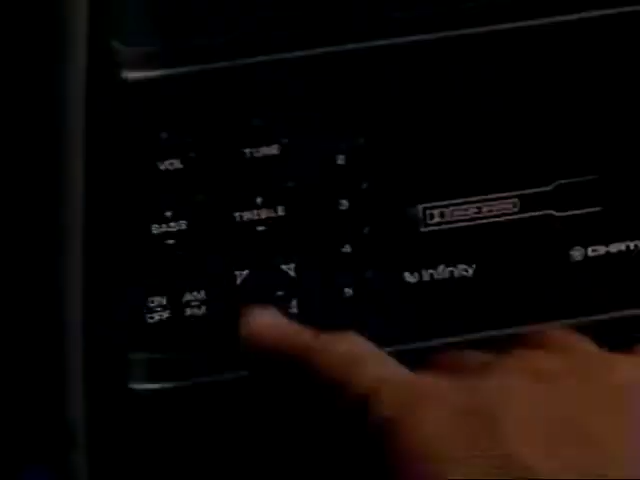 VOL TUNE 2
BASS TREBLE 3
4
ON AM 5
OFF FM
Infinity